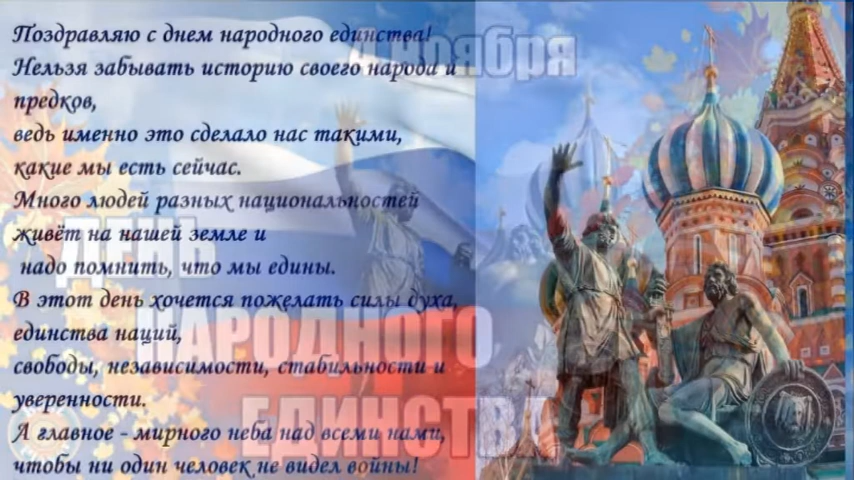 Поздравляю с днем народного единства!
4 ноября
Нельзя забывать историю своего народа и
предков,
ведь именно это сделало нас такими,
какие мы есть сейчас.
Много людей разных национальностей
живёт на нашей земле и
надо помнить, что мы едины.
В этот день хочется пожелать силы духа,
единства наций,
свободы, независимости, стабильности и
уверенности.
А главное - мирного неба над всеми нами,
чтобы ни один человек не видел войны!
ДЕНЬ
НАРОДНОГО
ЕДИНСТВА